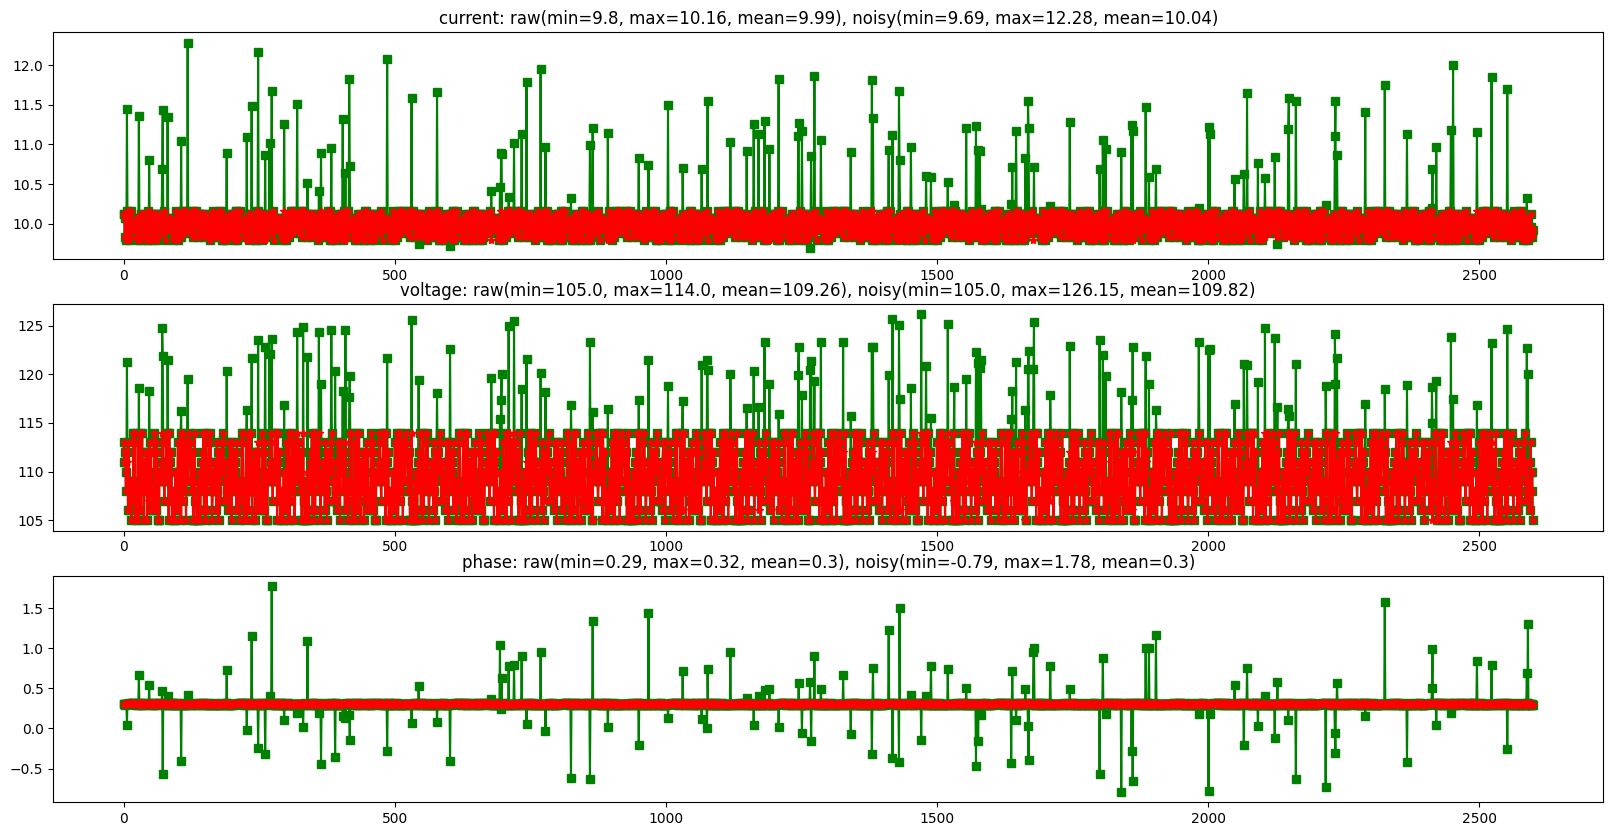 current: raw(min=9.8, max=10.16, mean=9.99), noisy(min=9.69, max=12.28, mean=10.04)
12.0
11.5
11.0
10.5
10.0
0 500 1000 1500 2000 2500
voltage: raw(min=105.0, max=114.0, mean=109.26), noisy(min=105.0, max=126.15, mean=109.82)
125
120
115
110
105
0 500 1000 1500 2000 2500
phase: raw(min=0.29, max=0.32, mean=0.3), noisy(min=-0.79, max=1.78, mean=0.3)
1.5
1.0
0.5
0.0
−0.5
0 500 1000 1500 2000 2500